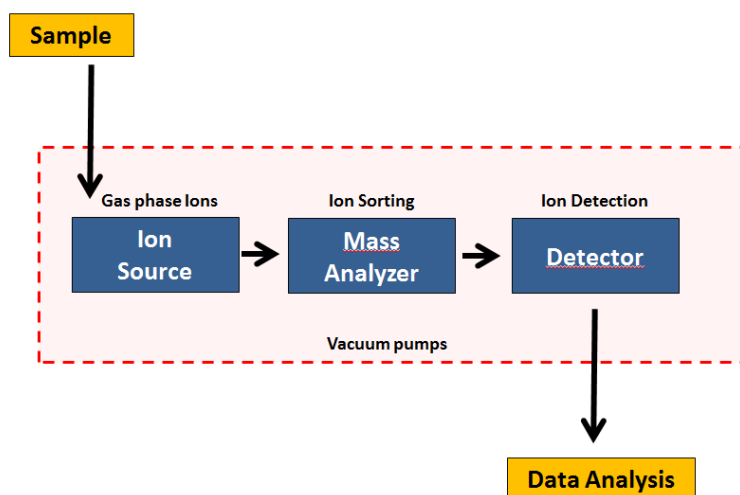 Sample
Gas phase Ions
Ion Sorting
Ion Detection
Ion
Source
Mass
Analyzer
Detector
Vacuum pumps
Data Analysis